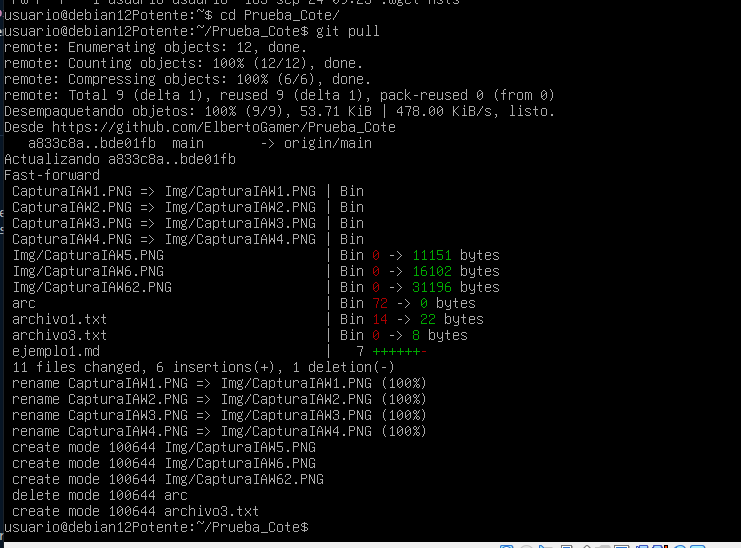 usuario@debian12Potente:~$ cd Prueba_Cote/
usuario@debian12Potente:~/Prueba_Cote$ git pull
remote: Enumerating objects: 12, done.
remote: Counting objects: 100% (12/12), done.
remote: Compressing objects: 100% (6/6), done.
remote: Total 9 (delta 1), reused 9 (delta 1), pack-reused 0 (from 0)
Desempaquetando objetos: 100% (9/9), 53.71 KiB | 478.00 KiB/s, listo.
Desde https://github.com/ElbertoGamer/Prueba_Cote
   a833c8a..bde01fb  main       -> origin/main
Actualizando a833c8a..bde01fb
Fast-forward
 CapturaIAW1.PNG => Img/CapturaIAW1.PNG | Bin
 CapturaIAW2.PNG => Img/CapturaIAW2.PNG | Bin
 CapturaIAW3.PNG => Img/CapturaIAW3.PNG | Bin
 CapturaIAW4.PNG => Img/CapturaIAW4.PNG | Bin
 Img/CapturaIAW5.PNG                    | Bin 0 -> 11151 bytes
 Img/CapturaIAW6.PNG                    | Bin 0 -> 16102 bytes
 Img/CapturaIAW62.PNG                   | Bin 0 -> 31196 bytes
 arc                                    | Bin 72 -> 0 bytes
 archivo1.txt                           | Bin 14 -> 22 bytes
 archivo3.txt                           | Bin 0 -> 8 bytes
 ejemplo1.md                            |   7 ++++++-
 11 files changed, 6 insertions(+), 1 deletion(-)
 rename CapturaIAW1.PNG => Img/CapturaIAW1.PNG (100%)
 rename CapturaIAW2.PNG => Img/CapturaIAW2.PNG (100%)
 rename CapturaIAW3.PNG => Img/CapturaIAW3.PNG (100%)
 rename CapturaIAW4.PNG => Img/CapturaIAW4.PNG (100%)
 create mode 100644 Img/CapturaIAW5.PNG
 create mode 100644 Img/CapturaIAW6.PNG
 create mode 100644 Img/CapturaIAW62.PNG
 delete mode 100644 arc
 create mode 100644 archivo3.txt
usuario@debian12Potente:~/Prueba_Cote$